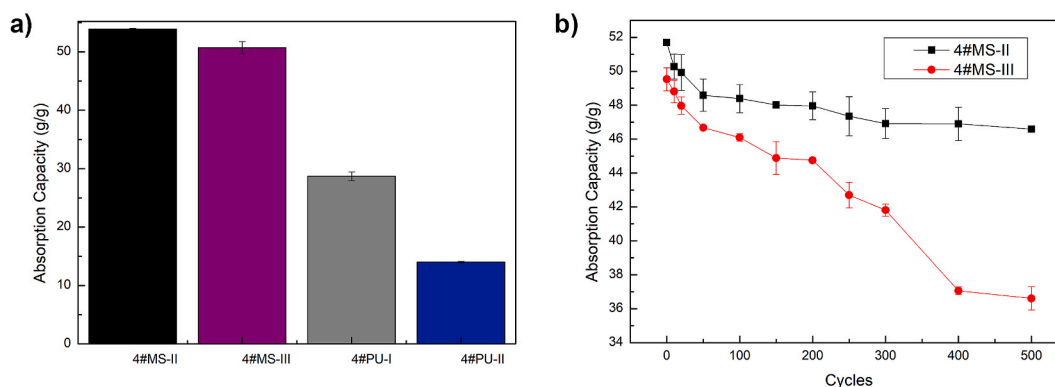 a)
Absorption Capacity (g/g)
50
40
30
20
10
0
4#MS-II
4#MS-III
4#PU-I
4#PU-II
b)
Absorption Capacity (g/g)
52
50
48
46
44
42
40
38
36
34
4#MS-II
4#MS-III
0
100
200
300
400
500
Cycles